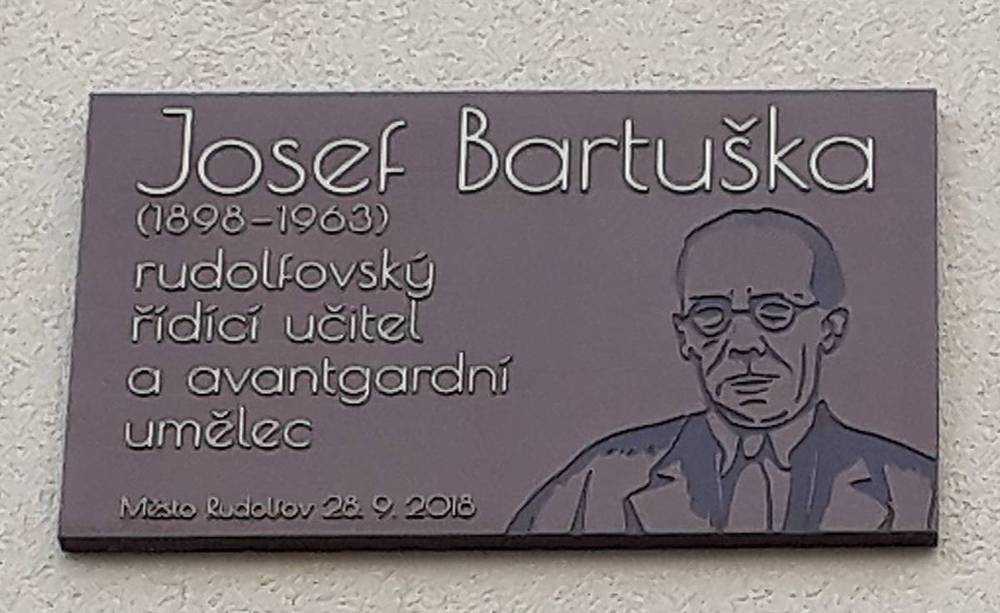 Josef Bartuška
(1898–1963)
rudolfovský
řídící učitel
a avantgardní
umělec
Město Rudolfov 28. 9. 2018